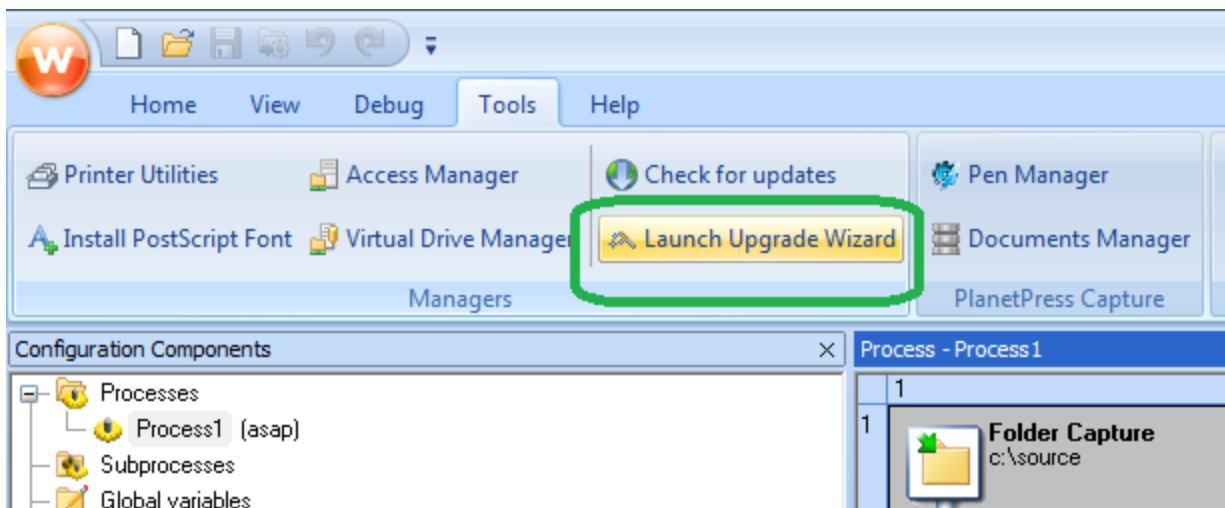 W
Home View Debug Tools Help
Printer Utilities Access Manager Check for updates Pen Manager
Install PostScript Font Virtual Drive Manager Launch Upgrade Wizard Documents Manager
Managers PlanetPress Capture
Configuration Components Process - Process1
Processes 1
Process1 (asap) 1 Folder Capture
c:\source
Subprocesses
Global variables